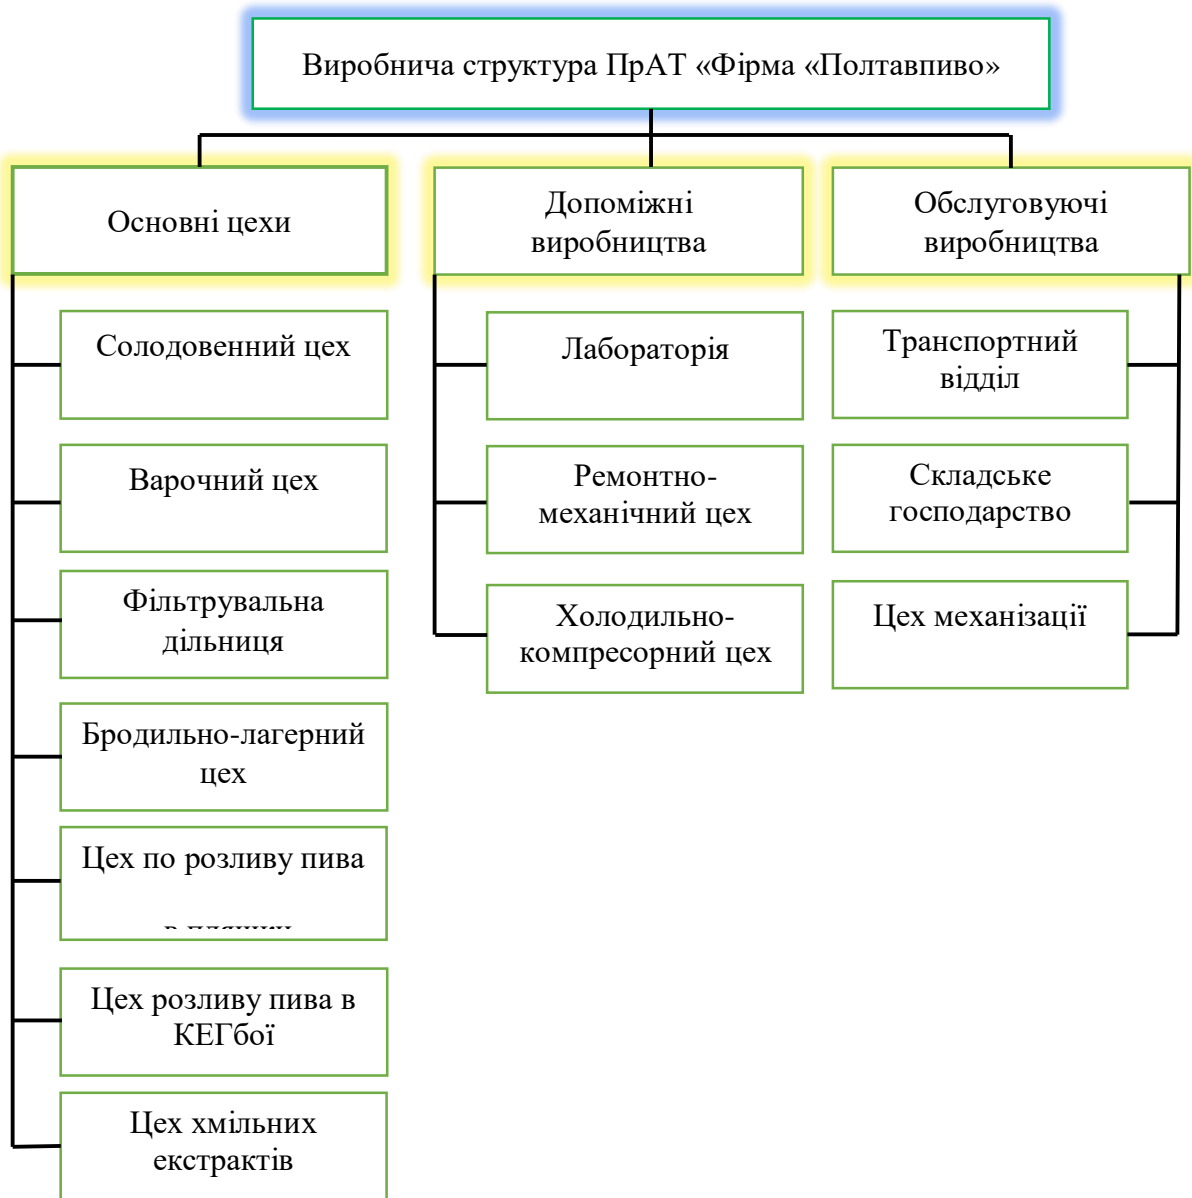 Виробнича структура ПрАТ «Фірма «Полтавпиво»
Основні цехи
Допоміжні
виробництва
Обслуговуючі
виробництва
Солодовенний цех
Варочний цех
Фільтрувальна
дільниця
Бродильно-лагерний
цех
Цех по розливу пива
Цех розливу пива в
КЕГбої
Цех хмільних
екстрактів
Лабораторія
Ремонтно-
механічний цех
Холодильно-
компресорний цех
Транспортний
відділ
Складське
господарство
Цех механізації